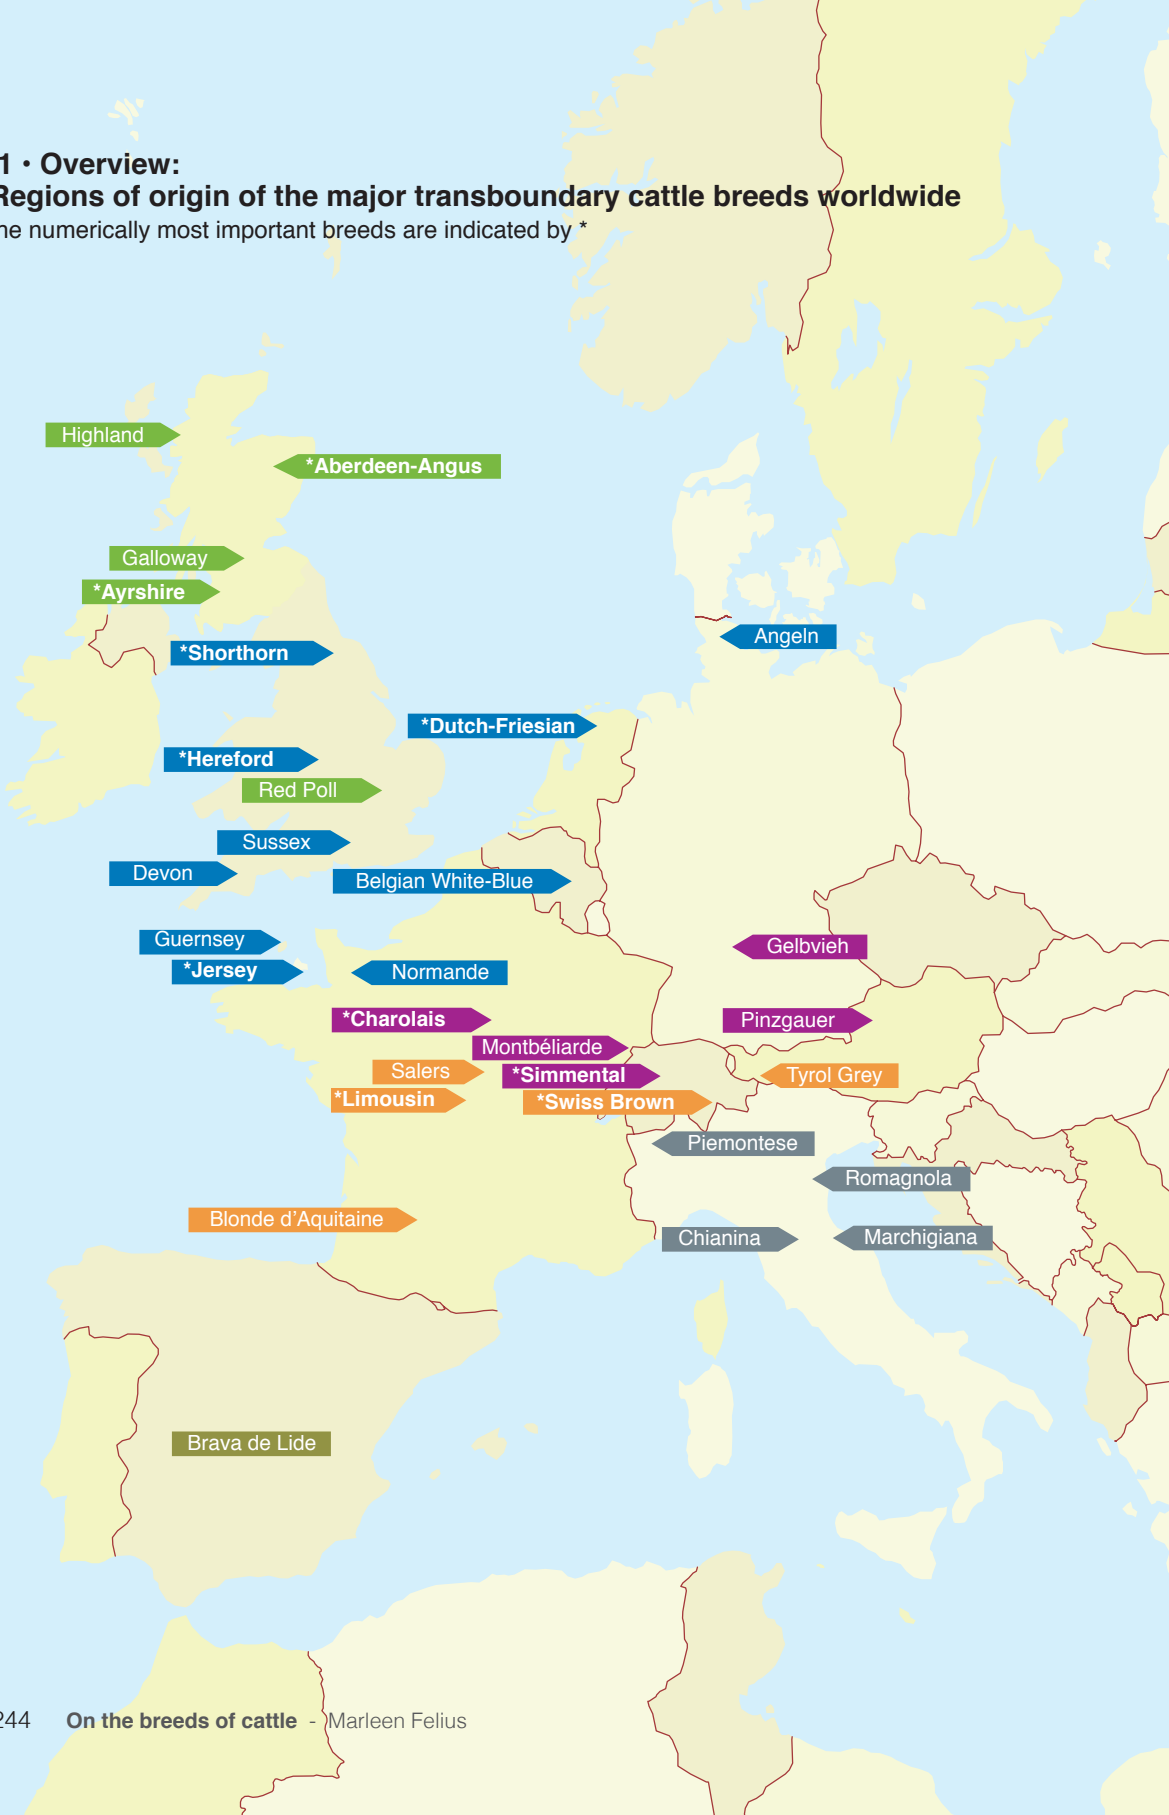 1 • Overview:
Regions of origin of the major transboundary cattle breeds worldwide
he numerically most important breeds are indicated by *
Highland
*Aberdeen-Angus
Galloway
*Ayrshire
*Shorthorn
Angeln
*Dutch-Friesian
*Hereford
Red Poll
Sussex
Devon
Belgian White-Blue
Guernsey
Gelbvieh
*Jersey
Normande
*Charolais
Pinzgauer
Montbéliarde
Salers
*Simmental
Tyrol Grey
*Limousin
*Swiss Brown
Piemontese
Romagnola
Blonde d'Aquitaine
Chianina
Marchigiana
Brava de Lide
244 On the breeds of cattle - Marleen Felius